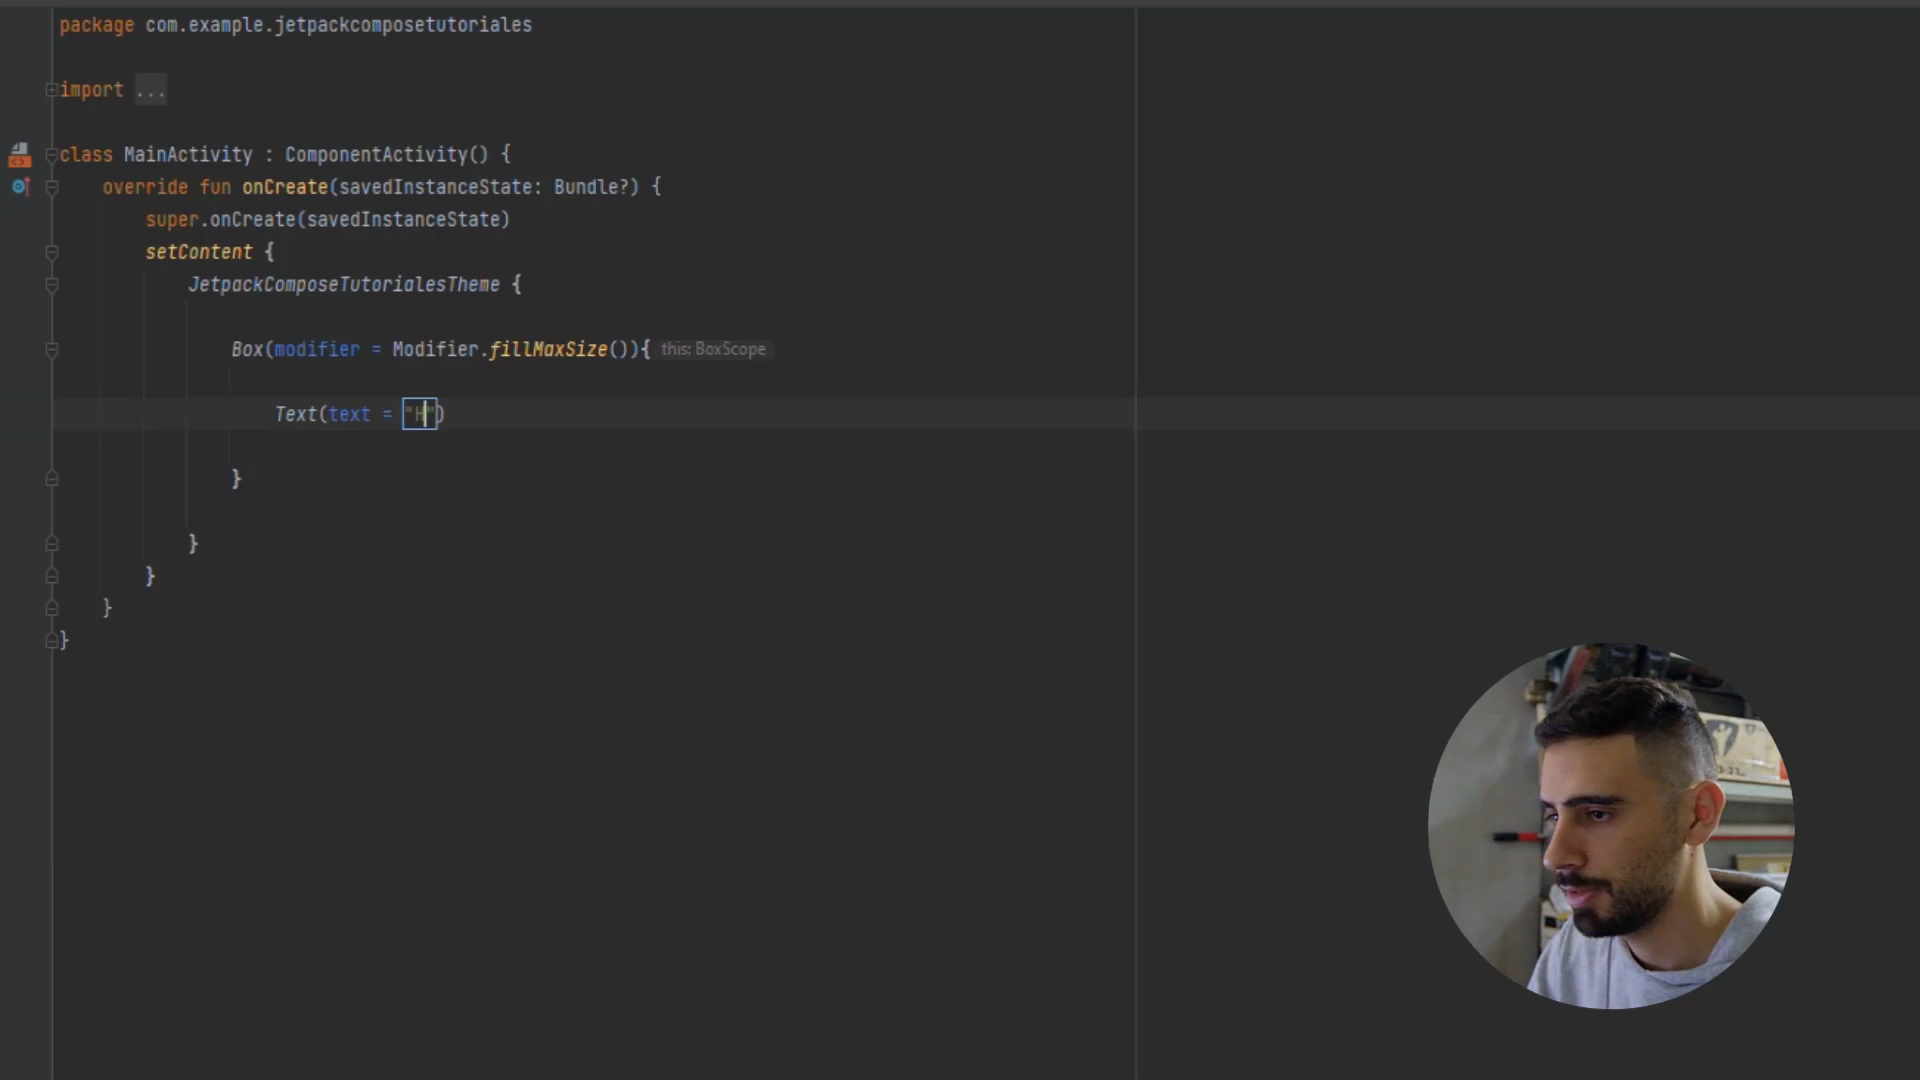 package com.example.jetpackcomposetutoriales
import ...
class MainActivity : ComponentActivity() {
override fun onCreate(savedInstanceState: Bundle?) {
super.onCreate(savedInstanceState)
setContent {
JetpackComposeTutorialesTheme {
Box(modifier = Modifier.fillMaxSize()){ this: BoxScope
Text(text = "H")
}
}
}
}
}